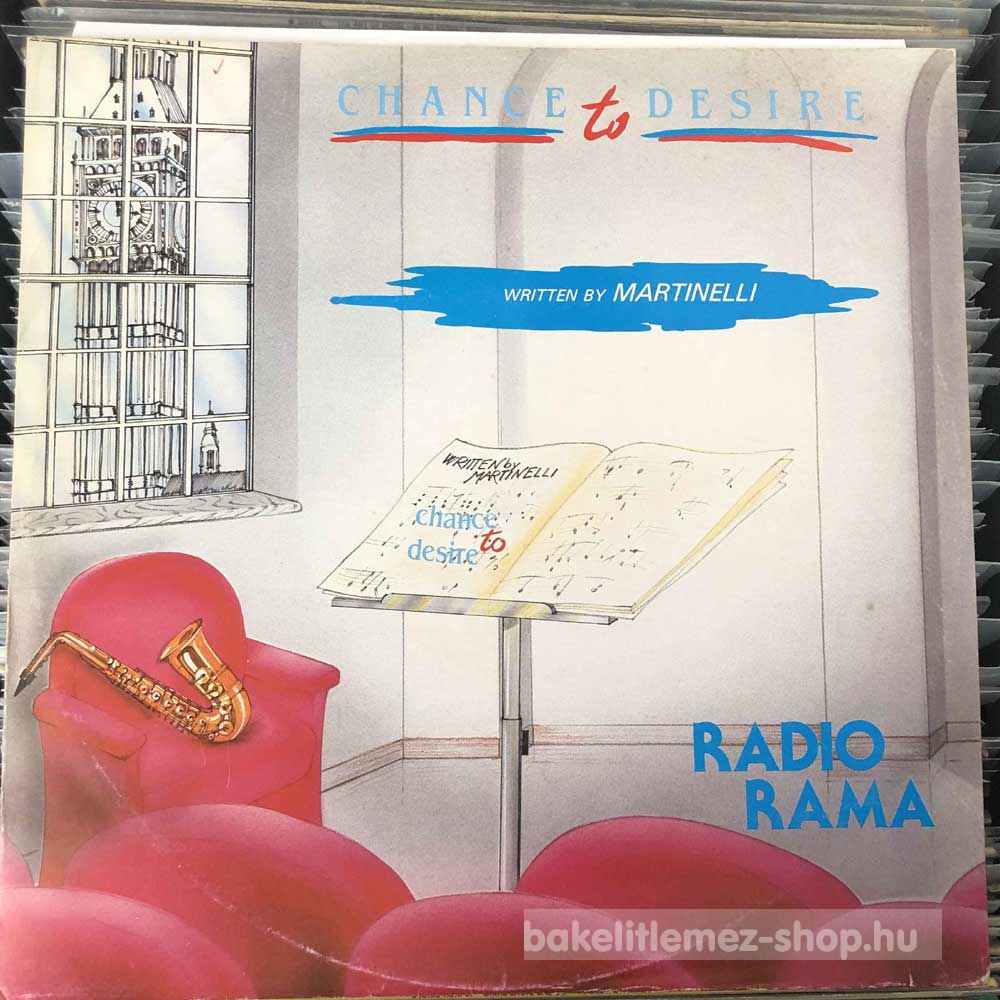 CHANCE to DESIRE
WRITTEN BY MARTINELLI
WRITTEN by
MARTINELLI
chance
to
desire
RADIO
RAMA
bakelitlemez-shop.hu